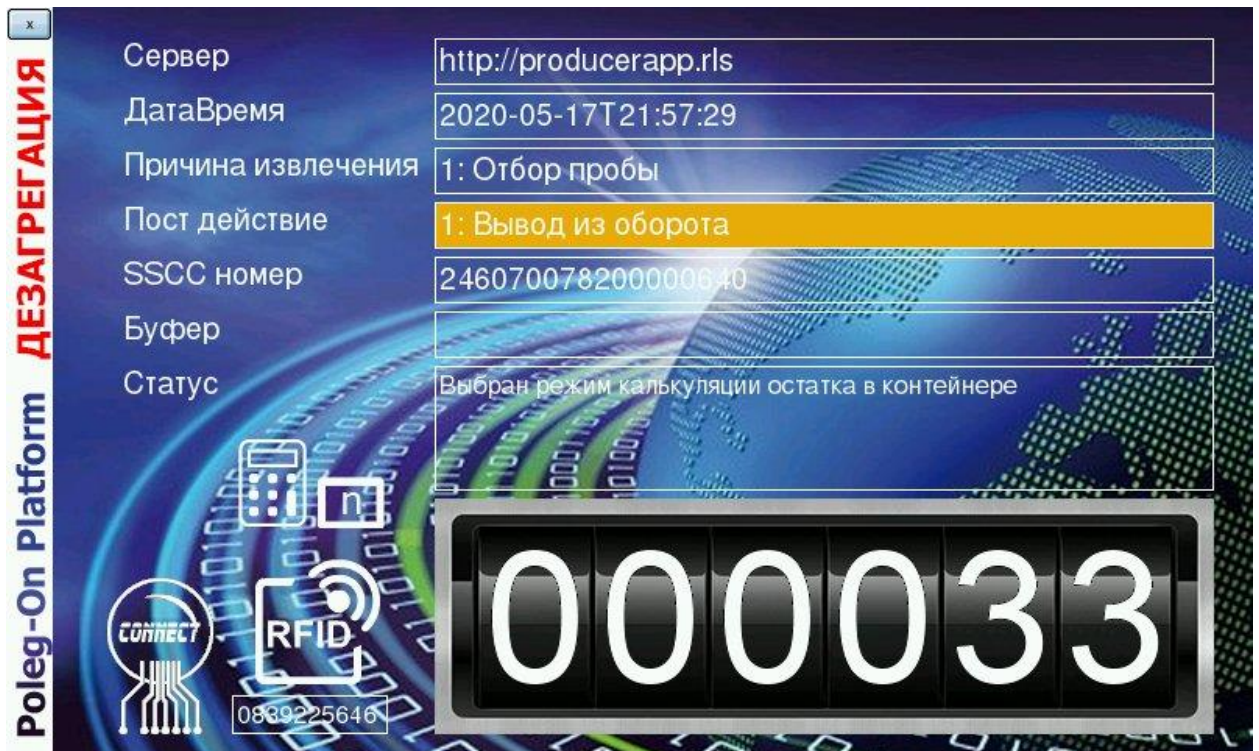 x
Poleg-On Platform ДЕЗАГРЕГАЦИЯ
Сервер http://producerapp.rls
ДатаВремя 2020-05-17T21:57:29
Причина извлечения 1: Отбор пробы
Пост действие 1: Вывод из оборота
SSCC номер 246070078200000640
Буфер
Статус Выбран режим калькуляции остатка в контейнере
n
CONNECT
RFID
0839225646
000033